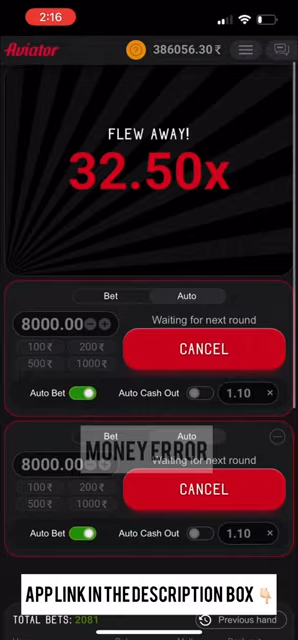 2:16
Aviator
386056.30 ₹
FLEW AWAY!
32.50x
Bet Auto
8000.00
Waiting for next round
100 ₹ 200 ₹
CANCEL
500 ₹ 1000 ₹
Auto Bet Auto Cash Out 1.10 ×
Bet Auto
MONEY ERROR
8000.00
Waiting for next round
100 ₹ 200 ₹
CANCEL
500 ₹ 1000 ₹
Auto Bet Auto Cash Out 1.10 ×
APP LINK IN THE DESCRIPTION BOX 👇🏻
TOTAL BETS: 2081 Previous hand